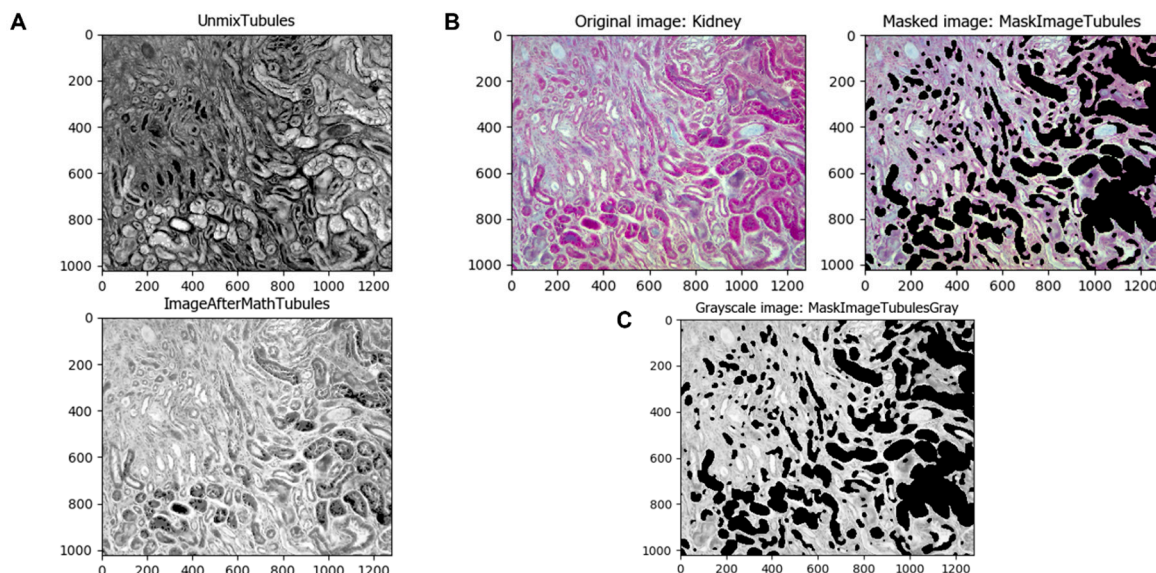 A
UnmixTubules
0
200
400
600
800
1000
0 200 400 600 800 1000 1200
ImageAfterMathTubules
0
200
400
600
800
1000
0 200 400 600 800 1000 1200
B
Original image: Kidney
0
200
400
600
800
1000
0 200 400 600 800 1000 1200
Masked image: MaskImageTubules
0
200
400
600
800
1000
0 200 400 600 800 1000 1200
C
Grayscale image: MaskImageTubulesGray
0
200
400
600
800
1000
0 200 400 600 800 1000 1200